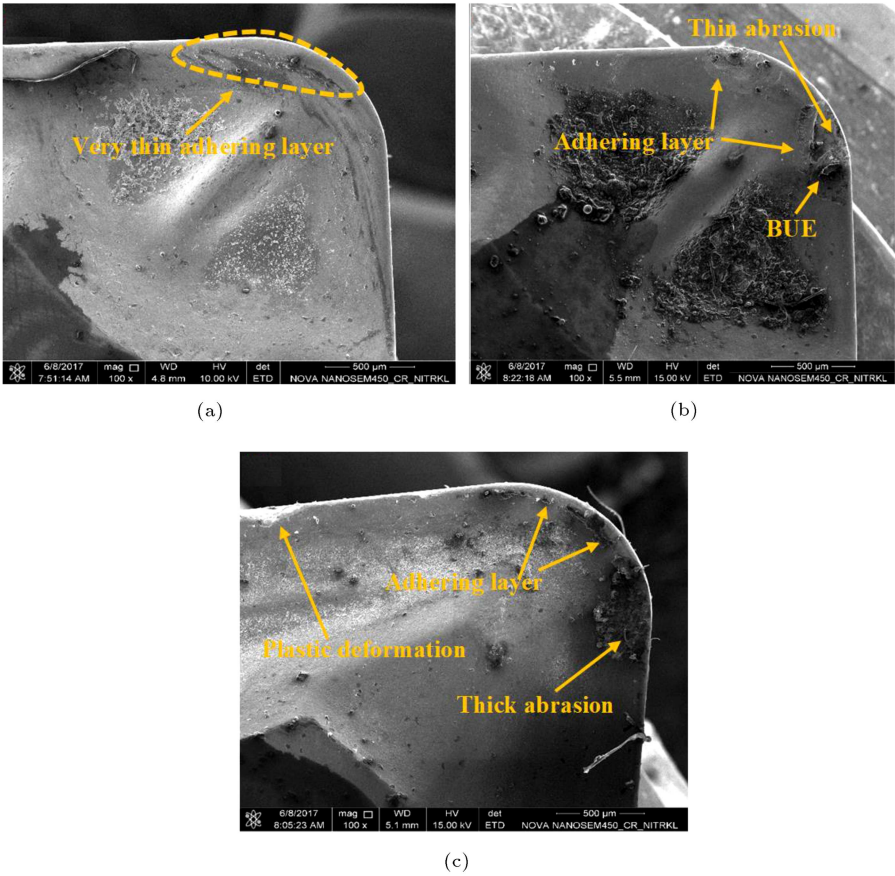 Very thin adhering layer
6/8/2017 mag WD HV det 500 µm
7:51:14 AM 100 x 4.8 mm 10.00 kV ETD NOVA NANOSEM450_CR_NITRKL
(a)
Thin abrasion
Adhering layer
BUE
6/8/2017 mag WD HV det 500 µm
8:22:18 AM 100 x 5.5 mm 15.00 kV ETD NOVA NANOSEM450_CR_NITRKL
(b)
Adhering layer
Plastic deformation
Thick abrasion
6/8/2017 mag WD HV det 500 µm
8:05:23 AM 100 x 5.1 mm 15.00 kV ETD NOVA NANOSEM450_CR_NITRKL
(c)